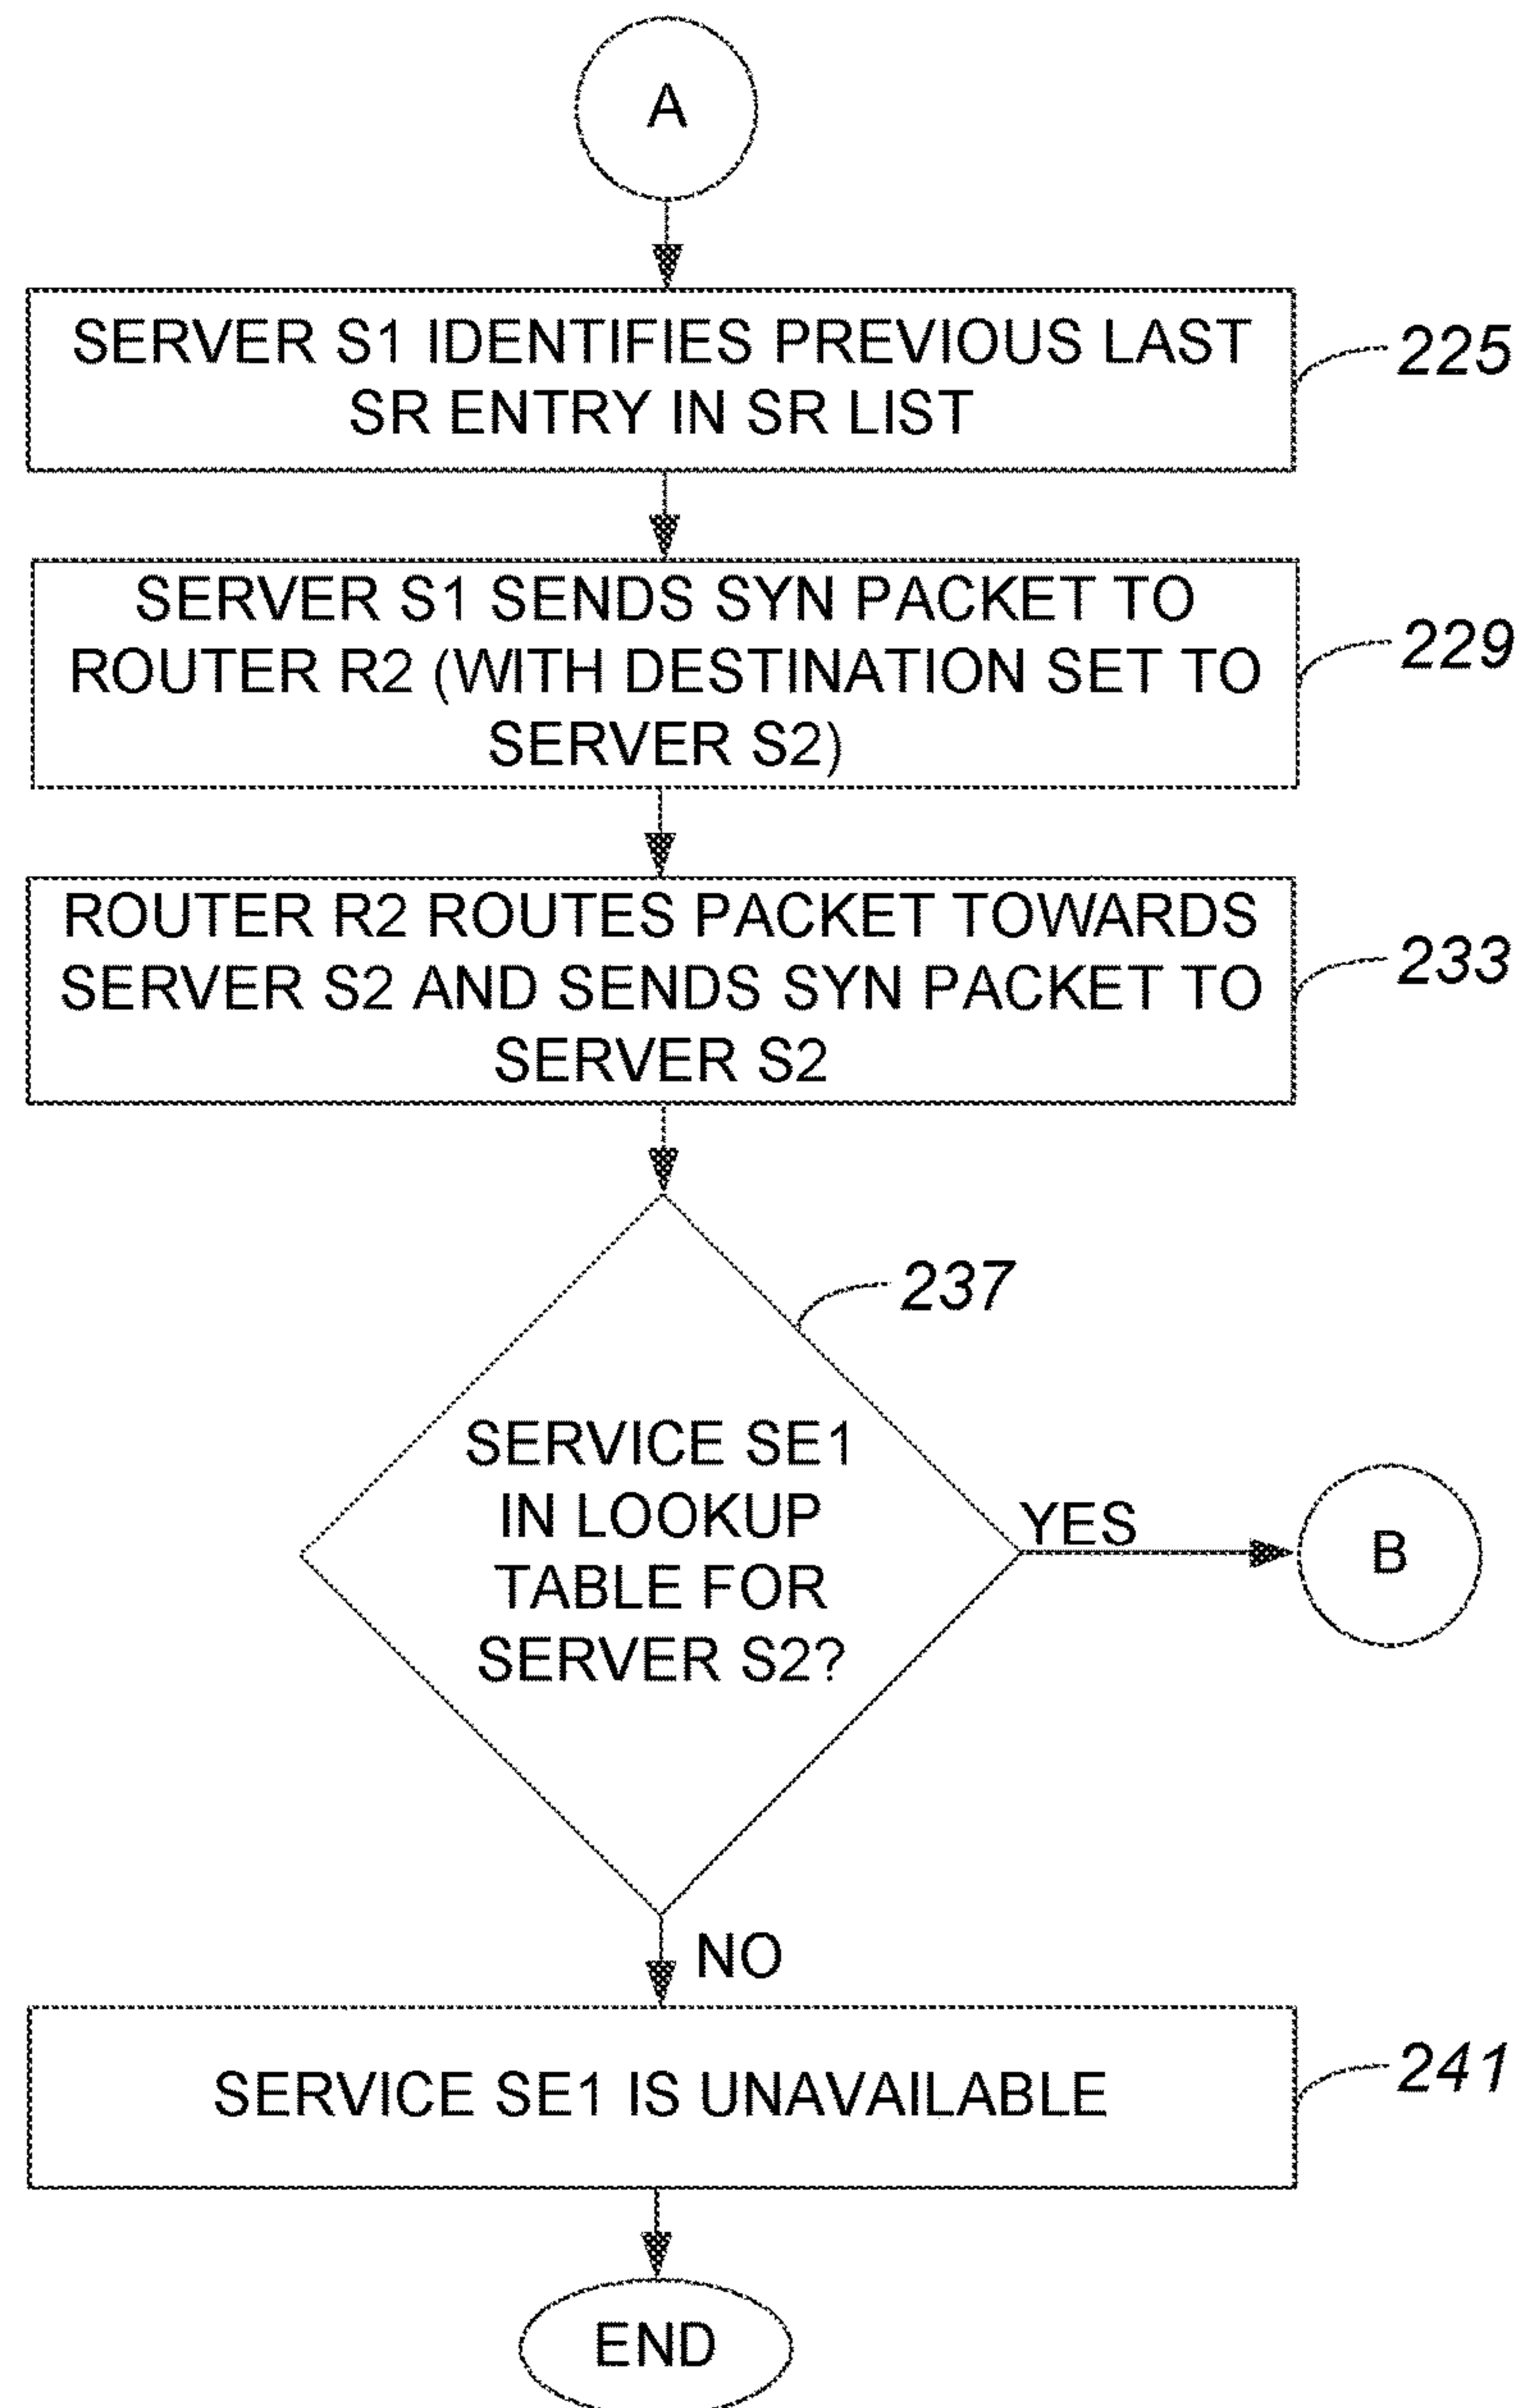 A
SERVER S1 IDENTIFIES PREVIOUS LAST
SR ENTRY IN SR LIST
225
SERVER S1 SENDS SYN PACKET TO
ROUTER R2 (WITH DESTINATION SET TO
SERVER S2)
229
ROUTER R2 ROUTES PACKET TOWARDS
SERVER S2 AND SENDS SYN PACKET TO
SERVER S2
233
237
SERVICE SE1
IN LOOKUP
TABLE FOR
SERVER S2?
YES
B
NO
SERVICE SE1 IS UNAVAILABLE
241
END